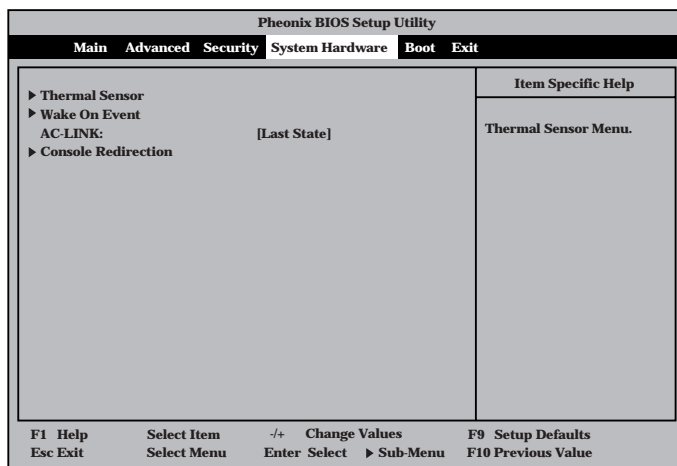 Pheonix BIOS Setup Utility
Main Advanced Security System Hardware Boot Exit
Item Specific Help
▶ Thermal Sensor
▶ Wake On Event
AC-LINK: [Last State]
▶ Console Redirection
Thermal Sensor Menu.
F1 Help Select Item -/+ Change Values F9 Setup Defaults
Esc Exit Select Menu Enter Select ▶ Sub-Menu F10 Previous Value